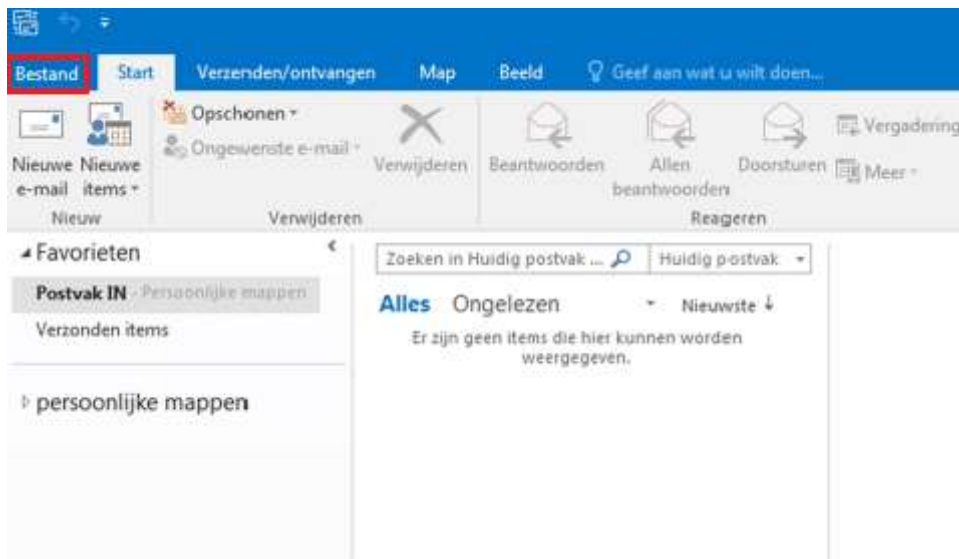 Bestand Start Verzenden/ontvangen Map Beeld Geef aan wat u wilt doen...
Nieuwe e-mail
Nieuwe items
Opschonen
Ongewenste e-mail
Verwijderen
Beantwoorden
Allen beantwoorden
Doorsturen
Vergadering
Meer
Nieuw Verwijderen Reageren
Favorieten
Postvak IN - Persoonlijke mappen
Verzonden items
persoonlijke mappen
Zoeken in Huidig postvak ... Huidig postvak
Alles Ongelezen Nieuwste ↓
Er zijn geen items die hier kunnen worden
weergegeven.